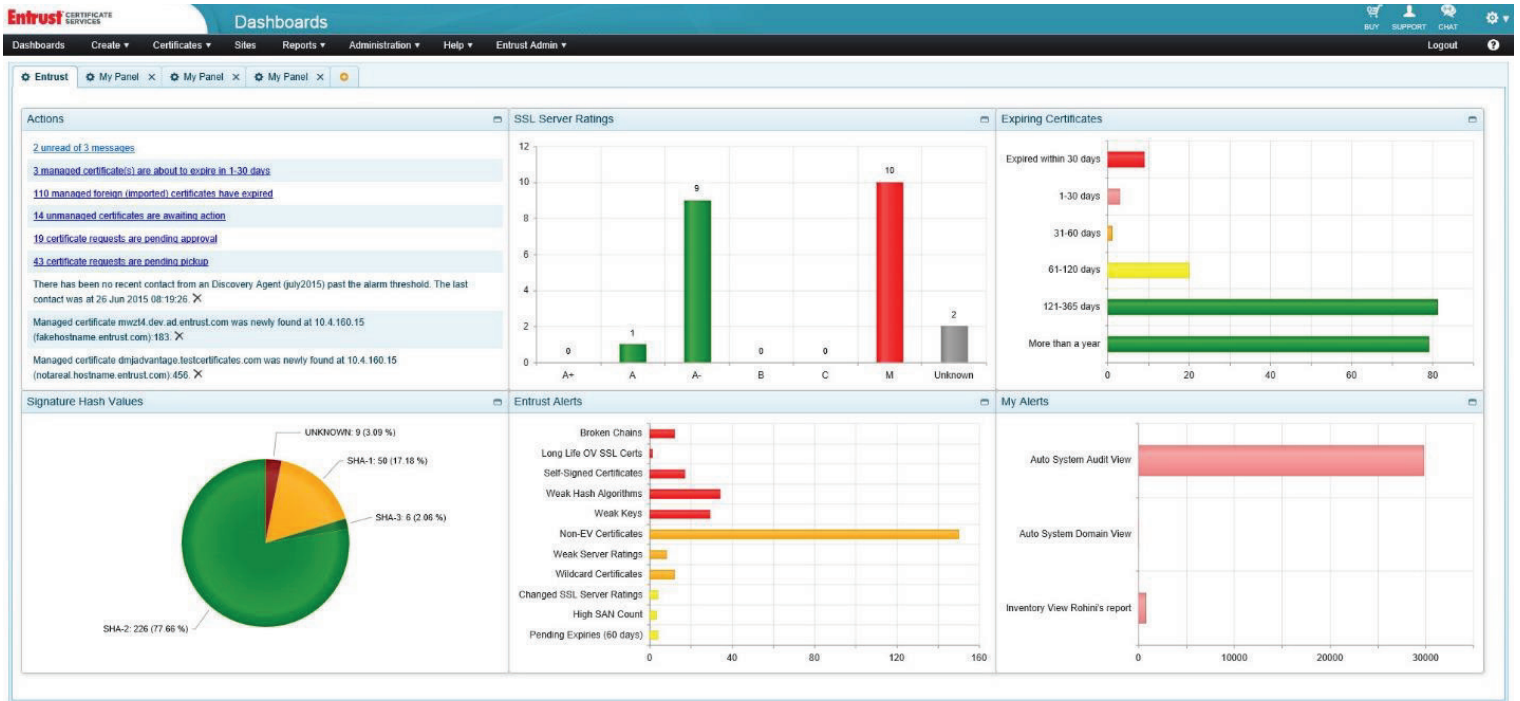 Entrust CERTIFICATE SERVICES
Dashboards
BUY SUPPORT CHAT
Dashboards Create Certificates Sites Reports Administration Help Entrust Admin Logout ?
Entrust My Panel X My Panel X My Panel X
Actions
2 unread of 3 messages
3 managed certificate(s) are about to expire in 1-30 days
110 managed foreign (imported) certificates have expired
14 unmanaged certificates are awaiting action
19 certificate requests are pending approval
43 certificate requests are pending pickup
There has been no recent contact from an Discovery Agent (july2015) past the alarm threshold. The last
contact was at 26 Jun 2015 08:19:26. X
Managed certificate mwzt4.dev.ad.entrust.com was newly found at 10.4.160.15
(fakehostname.entrust.com):183. X
Managed certificate dmjadvantage.testcertificates.com was newly found at 10.4.160.15
(notareal.hostname.entrust.com):456. X
SSL Server Ratings
12
10
8
6
4
2
0
0
1
9
0
0
10
2
A+ A A- B C M Unknown
Expiring Certificates
Expired within 30 days
1-30 days
31-60 days
61-120 days
121-365 days
More than a year
0 20 40 60 80
Signature Hash Values
UNKNOWN: 9 (3.09 %)
SHA-1: 50 (17.18 %)
SHA-3: 6 (2.06 %)
SHA-2: 226 (77.66 %)
Entrust Alerts
Broken Chains
Long Life OV SSL Certs
Self-Signed Certificates
Weak Hash Algorithms
Weak Keys
Non-EV Certificates
Weak Server Ratings
Wildcard Certificates
Changed SSL Server Ratings
High SAN Count
Pending Expiries (60 days)
0 40 80 120 160
My Alerts
Auto System Audit View
Auto System Domain View
Inventory View Rohini's report
0 10000 20000 30000